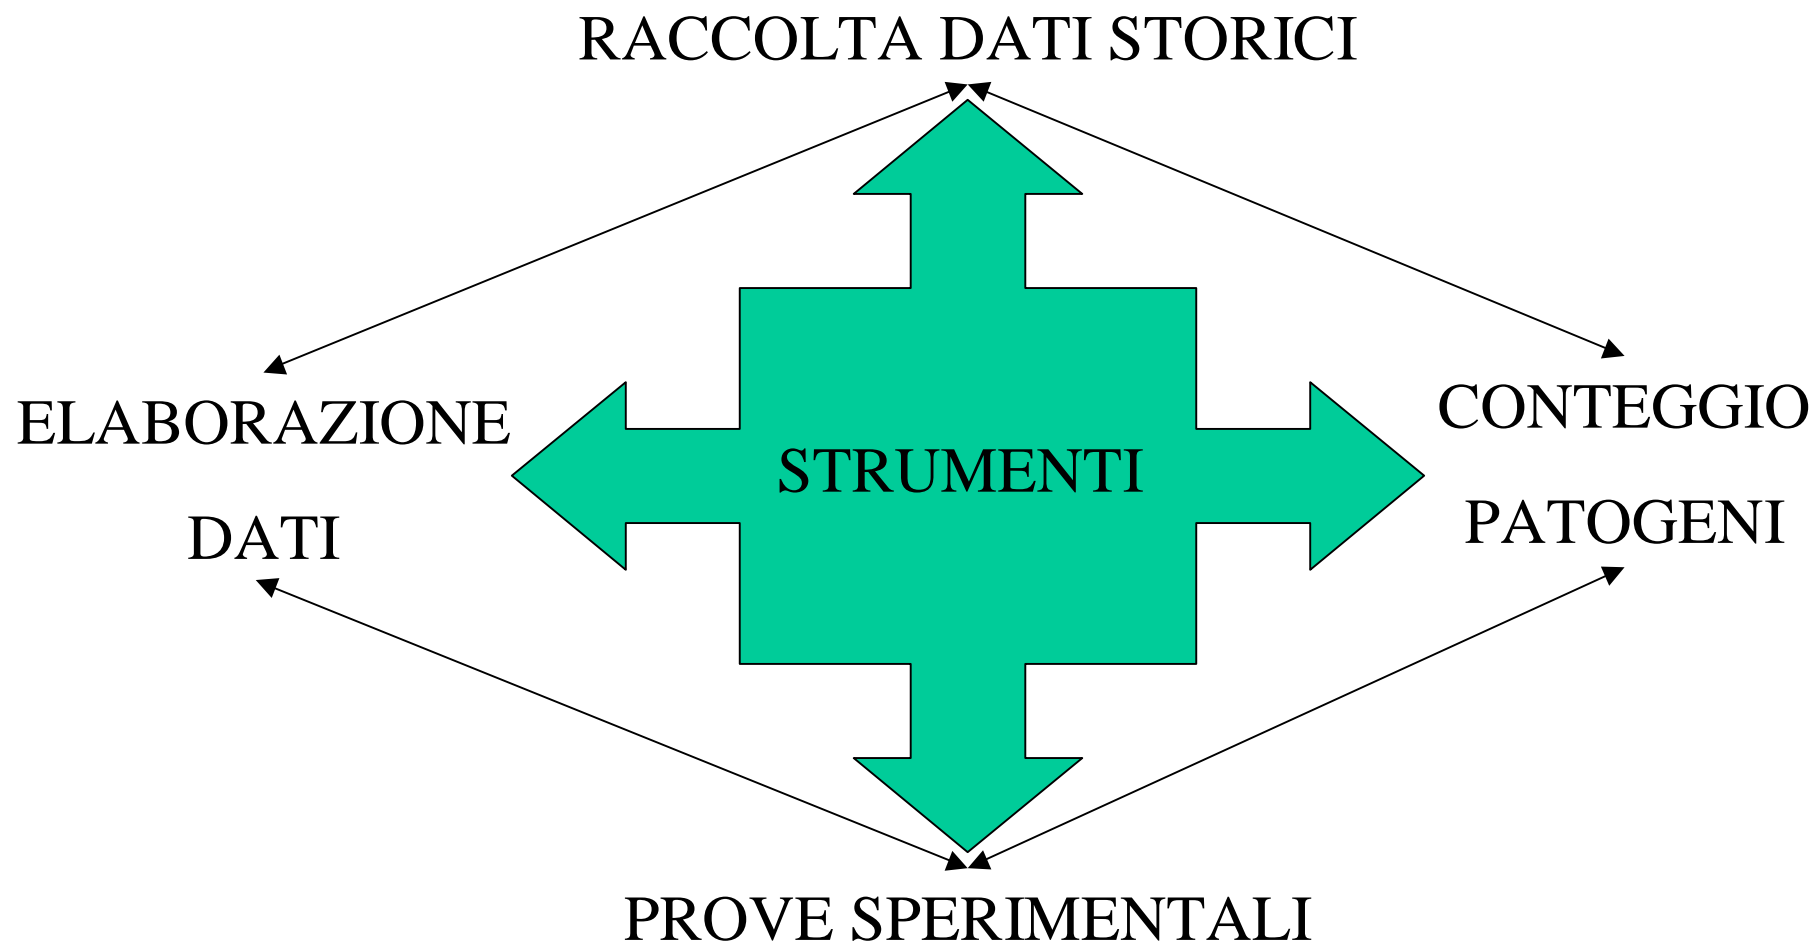 RACCOLTA DATI STORICI
ELABORAZIONE
DATI
STRUMENTI
CONTEGGIO
PATOGENI
PROVE SPERIMENTALI